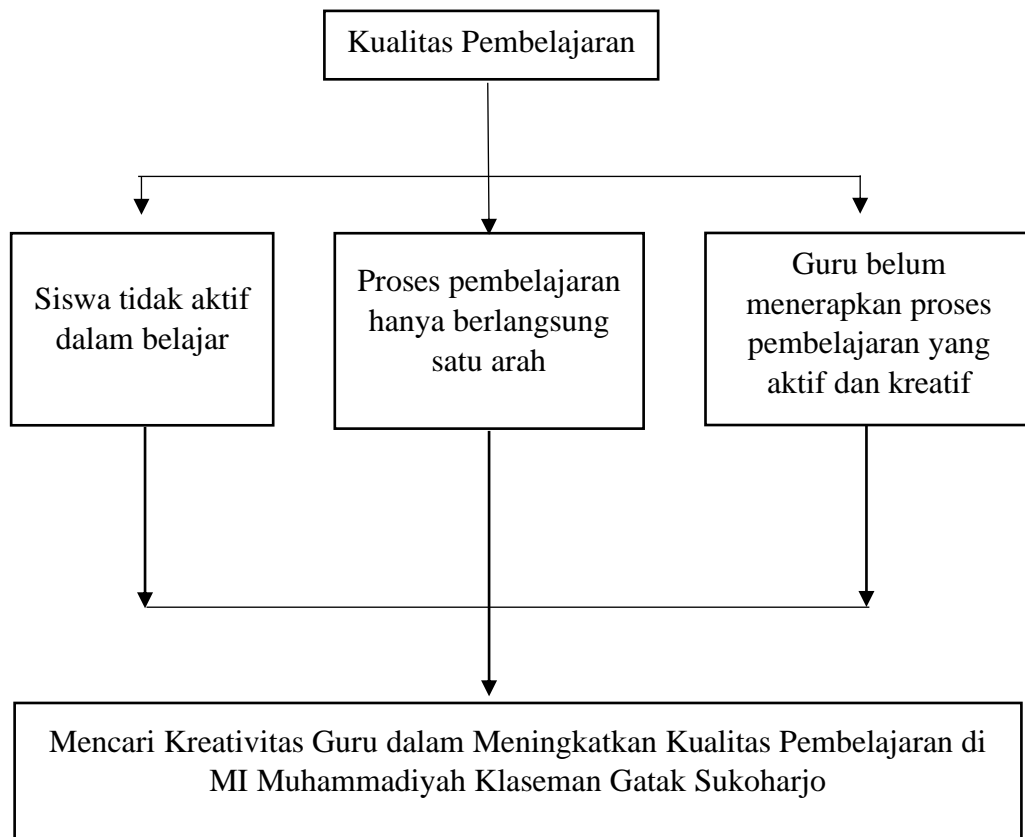 Kualitas Pembelajaran
Siswa tidak aktif
dalam belajar
Proses pembelajaran
hanya berlangsung
satu arah
Guru belum
menerapkan proses
pembelajaran yang
aktif dan kreatif
Mencari Kreativitas Guru dalam Meningkatkan Kualitas Pembelajaran di
MI Muhammadiyah Klaseman Gatak Sukoharjo